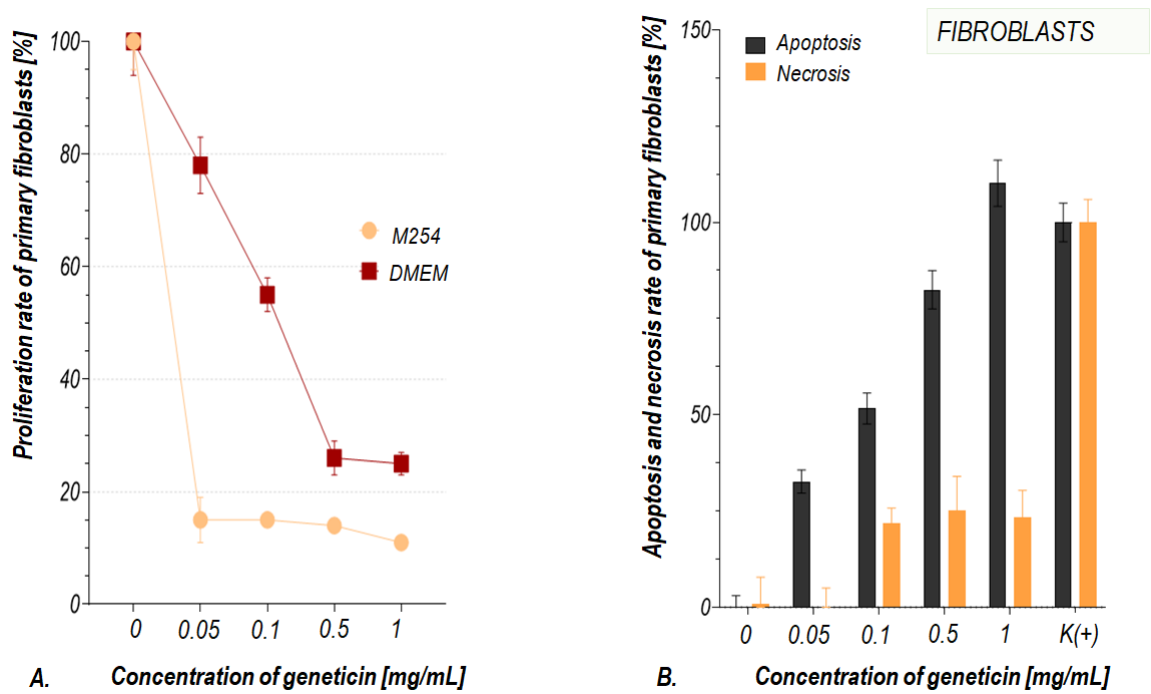 Proliferation rate of primary fibroblasts [%]
100
80
60
40
20
0
M254
DMEM
0 0.05 0.1 0.5 1
A. Concentration of geneticin [mg/mL]
Apoptosis and necrosis rate of primary fibroblasts [%]
150
100
50
0
Apoptosis
Necrosis
FIBROBLASTS
0 0.05 0.1 0.5 1 K(+)
B. Concentration of geneticin [mg/mL]